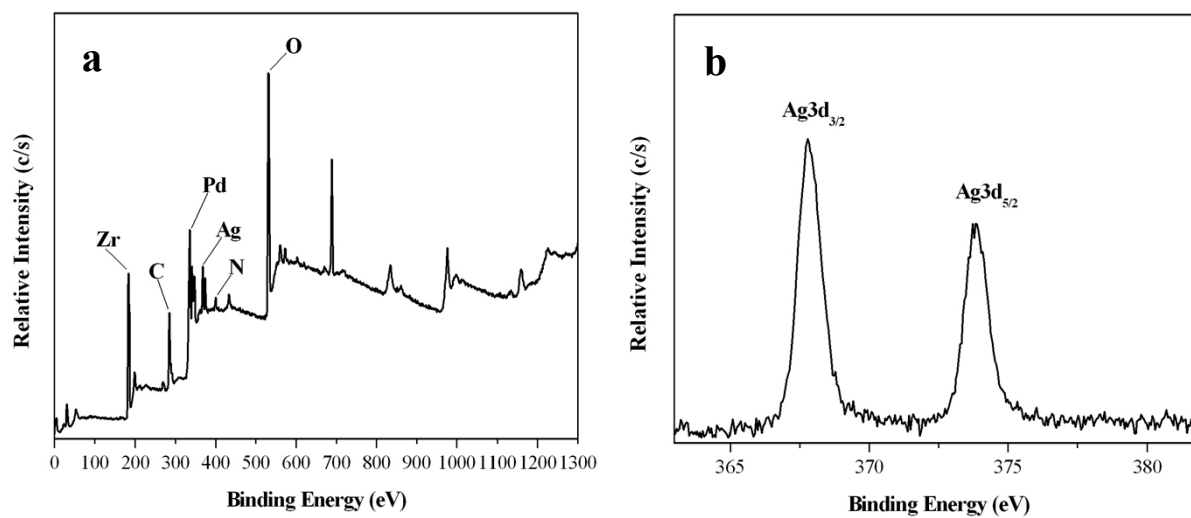 a
O
Pd
Zr
Ag
C
N
Relative Intensity (c/s)
0 100 200 300 400 500 600 700 800 900 1000 1100 1200 1300
Binding Energy (eV)
b
Ag3d3/2
Ag3d5/2
Relative Intensity (c/s)
365 370 375 380
Binding Energy (eV)